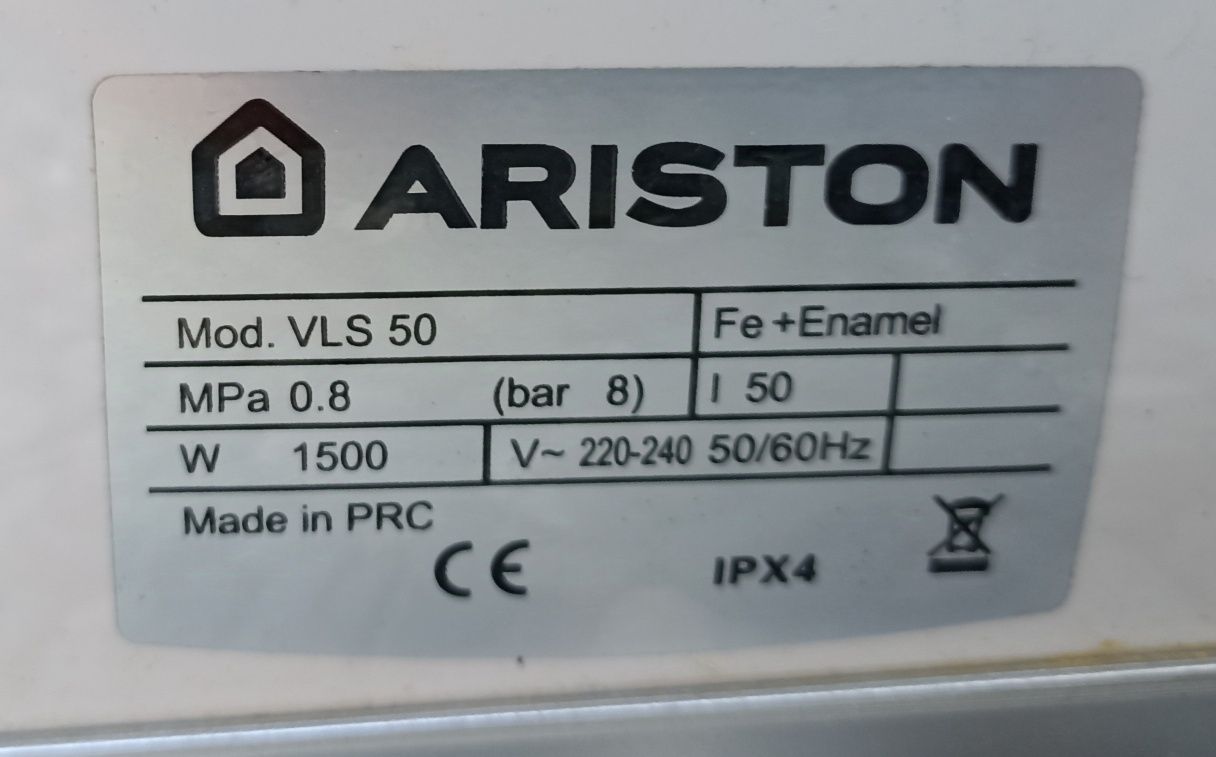 ARISTON
Mod. VLS 50 Fe+Enamel
MPa 0.8 (bar 8) l 50
W 1500 V~ 220-240 50/60Hz
Made in PRC
CE IPX4